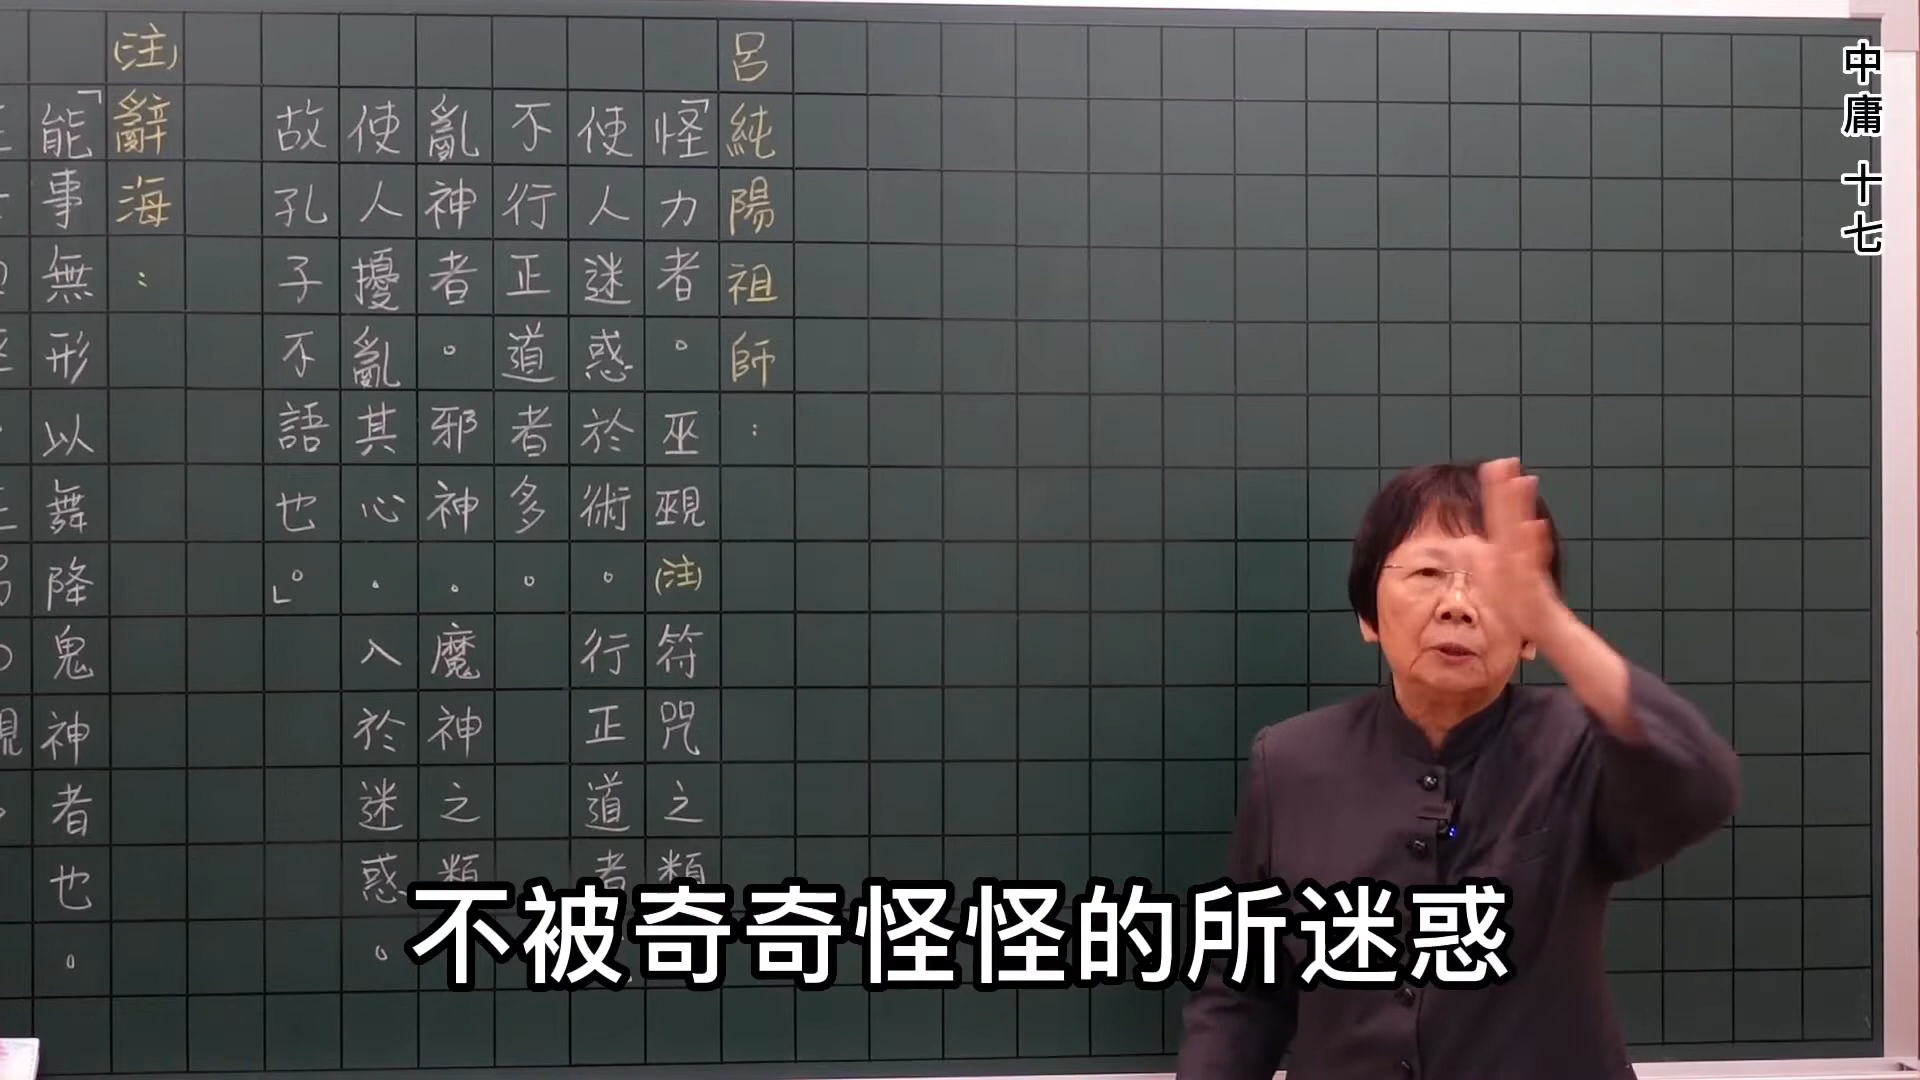 中庸 十七
呂純陽祖師：
「怪力者。巫覡(注)符咒之類
使人迷惑於術。行正道者
不行正道者多。
亂神者。邪神．魔神之類
使人擾亂其心．入於迷惑。
故孔子不語也。」
(注)辭海：
「能事無形以舞降鬼神者也。
不被奇奇怪怪的所迷惑